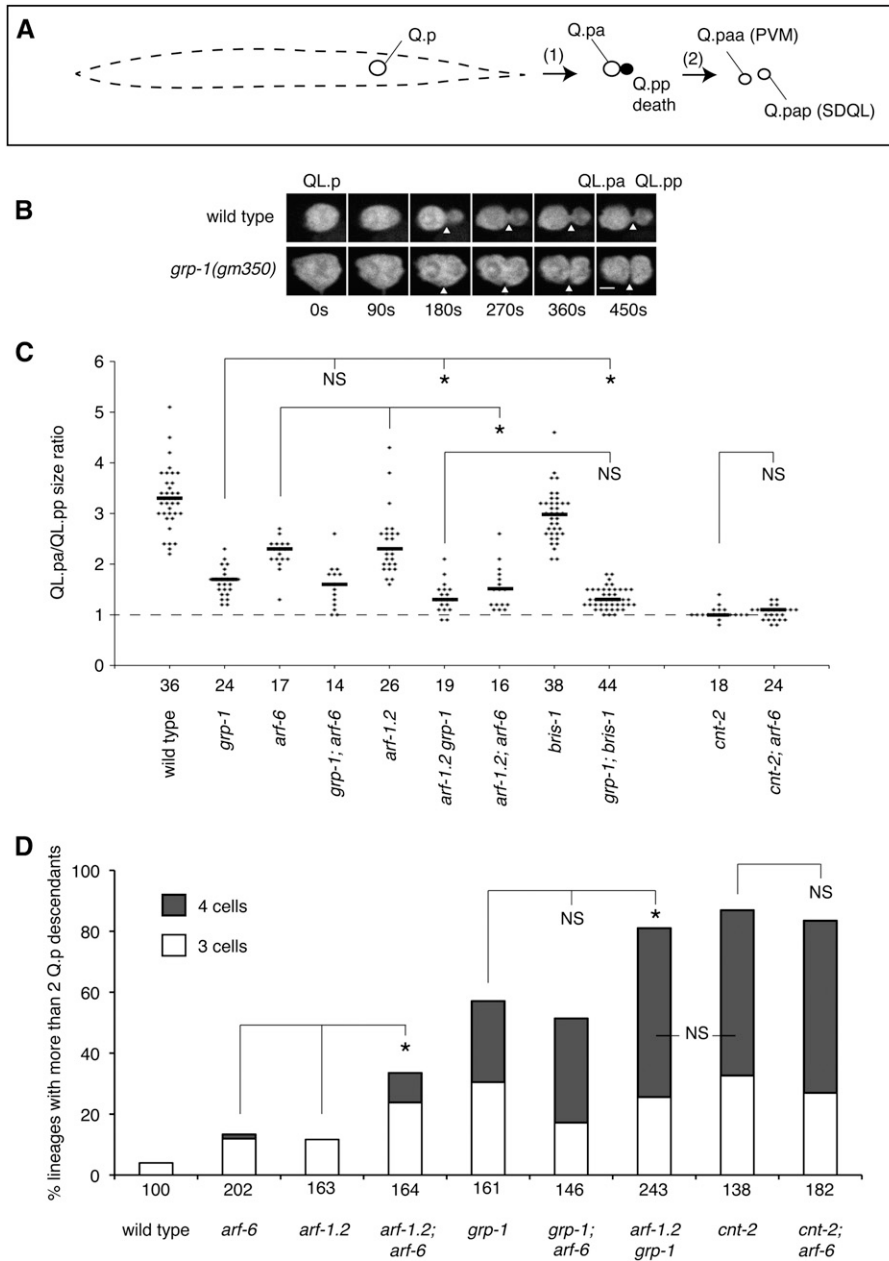 A
Q.p
(1)
Q.pa
Q.pp
death
(2)
Q.paa (PVM)
Q.pap (SDQL)
B
QL.p
QL.pa QL.pp
wild type
grp-1(gm350)
0s 90s 180s 270s 360s 450s
C
QL.pa/QL.pp size ratio
6
5
4
3
2
1
0
NS * *
*
NS
NS
36 24 17 14 26 19 16 38 44 18 24
wild type
grp-1
arf-6
grp-1; arf-6
arf-1.2
arf-1.2 grp-1
arf-1.2; arf-6
bris-1
grp-1; bris-1
cnt-2
cnt-2; arf-6
D
% lineages with more than 2 Q.p descendants
100
80
60
40
20
0
4 cells
3 cells
*
NS
*
NS
NS
100 202 163 164 161 146 243 138 182
wild type
arf-6
arf-1.2
arf-1.2;
arf-6
grp-1
grp-1;
arf-6
arf-1.2
grp-1
cnt-2
cnt-2;
arf-6